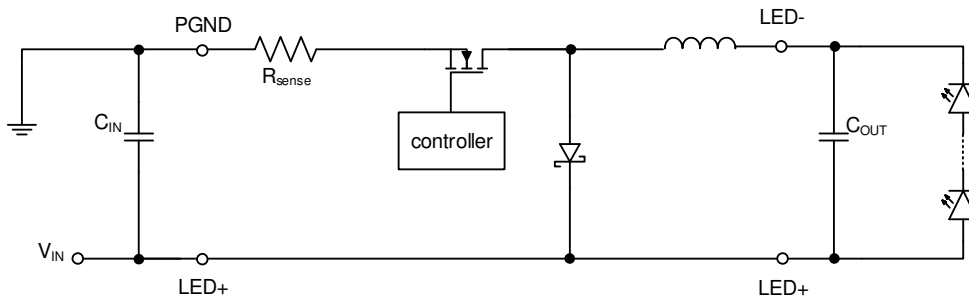 PGND
LED-
Rsense
CIN
controller
COUT
VIN
LED+
LED+